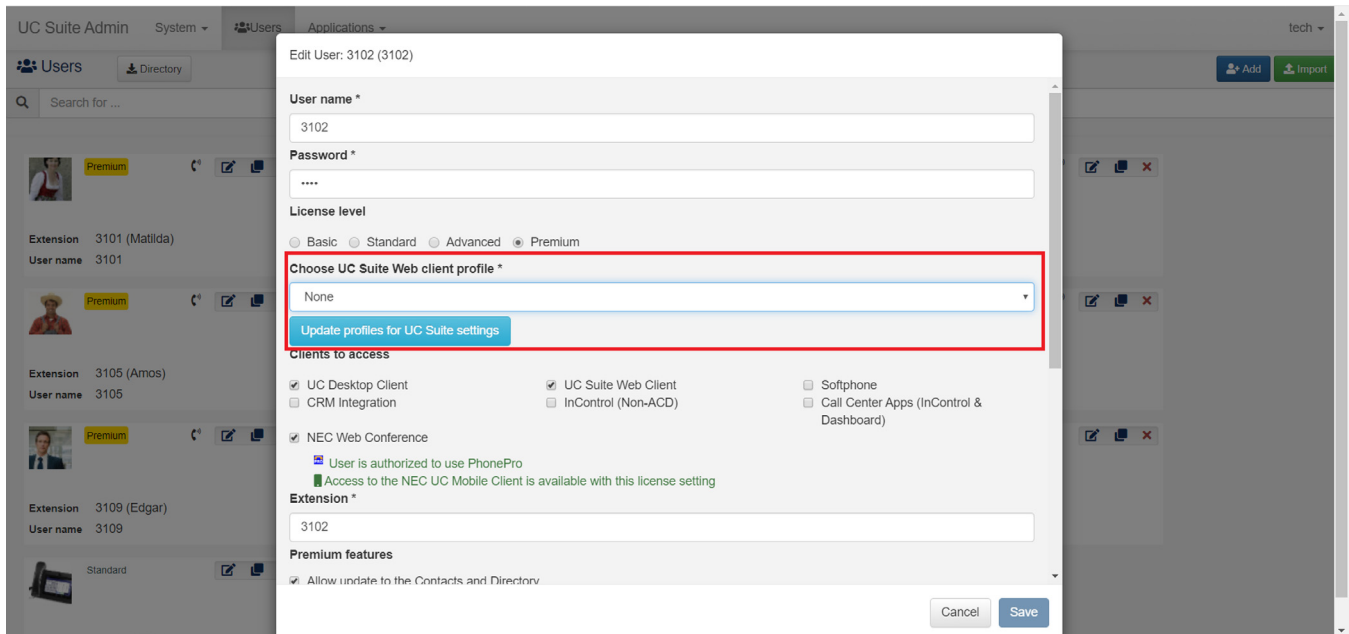 UC Suite Admin System Users Applications tech
Edit User: 3102 (3102)
Users Directory Add Import
Search for ...
User name *
3102
Password *
••••
License level
Basic Standard Advanced Premium
Choose UC Suite Web client profile *
None
Update profiles for UC Suite settings
Clients to access
UC Desktop Client UC Suite Web Client Softphone
CRM Integration InControl (Non-ACD) Call Center Apps (InControl &
Dashboard)
NEC Web Conference
User is authorized to use PhonePro
Access to the NEC UC Mobile Client is available with this license setting
Extension *
3102
Premium features
Allow update to the Contacts and Directory
Cancel Save
Premium
Extension 3101 (Matilda)
User name 3101
Premium
Extension 3105 (Amos)
User name 3105
Premium
Extension 3109 (Edgar)
User name 3109
Standard